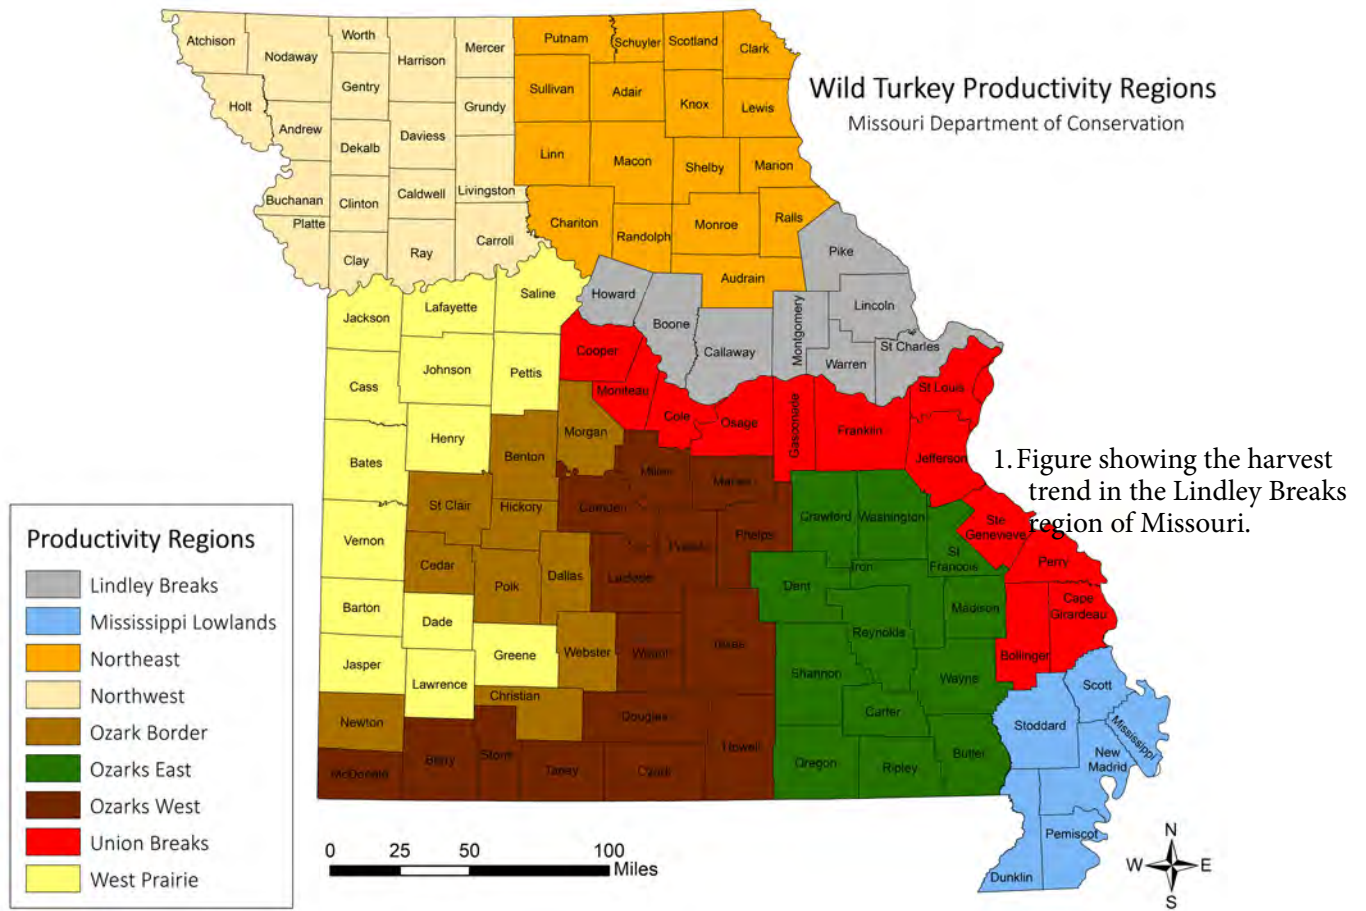 Wild Turkey Productivity Regions
Missouri Department of Conservation
Atchison
Nodaway
Worth
Harrison
Mercer
Putnam
Schuyler
Scotland
Clark
Holt
Gentry
Grundy
Sullivan
Adair
Knox
Lewis
Andrew
Dekalb
Daviess
Linn
Macon
Shelby
Marion
Buchanan
Clinton
Caldwell
Livingston
Platte
Clay
Ray
Carroll
Chariton
Randolph
Monroe
Ralls
Audrain
Pike
Jackson
Lafayette
Saline
Howard
Boone
Callaway
Montgomery
Lincoln
Warren
St Charles
Cass
Johnson
Pettis
Cooper
Moniteau
Cole
Osage
Gasconade
Franklin
St Louis
Jefferson
Bates
Henry
Benton
Morgan
Miller
Maries
1. Figure showing the harvest
trend in the Lindley Breaks
region of Missouri.
Vernon
St Clair
Hickory
Camden
Phelps
Crawford
Washington
Ste
Genevieve
St
Francois
Perry
Cedar
Polk
Dallas
Laclede
Pulaski
Dent
Iron
Madison
Cape
Girardeau
Barton
Dade
Jasper
Lawrence
Greene
Webster
Wright
Texas
Reynolds
Shannon
Wayne
Bollinger
Newton
Christian
Douglas
Carter
McDonald
Barry
Stone
Taney
Ozark
Howell
Oregon
Ripley
Butler
Stoddard
Scott
Mississippi
New
Madrid
Pemiscot
Dunklin
Productivity Regions
Lindley Breaks
Mississippi Lowlands
Northeast
Northwest
Ozark Border
Ozarks East
Ozarks West
Union Breaks
West Prairie
0 25 50 100
Miles
N
W E
S